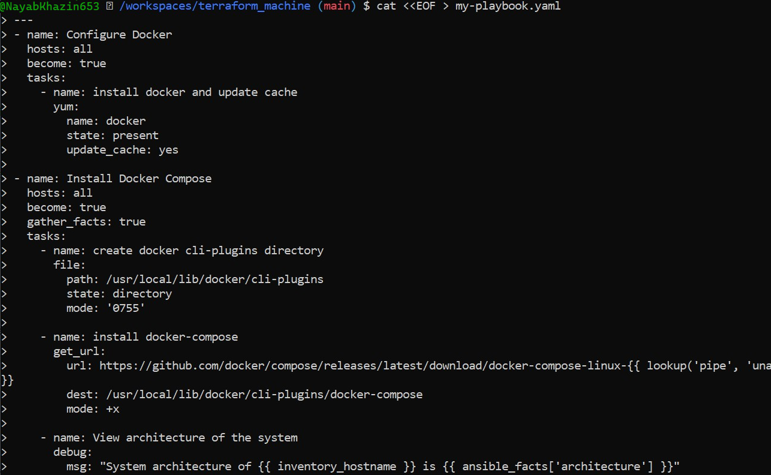 @NayabKhazin653 /workspaces/terraform_machine (main) $ cat <<EOF > my-playbook.yaml
> ---
> - name: Configure Docker
>   hosts: all
>   become: true
>   tasks:
>     - name: install docker and update cache
>       yum:
>         name: docker
>         state: present
>         update_cache: yes
>
> - name: Install Docker Compose
>   hosts: all
>   become: true
>   gather_facts: true
>   tasks:
>     - name: create docker cli-plugins directory
>       file:
>         path: /usr/local/lib/docker/cli-plugins
>         state: directory
>         mode: '0755'
>
>     - name: install docker-compose
>       get_url:
>         url: https://github.com/docker/compose/releases/latest/download/docker-compose-linux-{{ lookup('pipe', 'una
}}
>         dest: /usr/local/lib/docker/cli-plugins/docker-compose
>         mode: +x
>
>     - name: View architecture of the system
>       debug:
>         msg: "System architecture of {{ inventory_hostname }} is {{ ansible_facts['architecture'] }}"